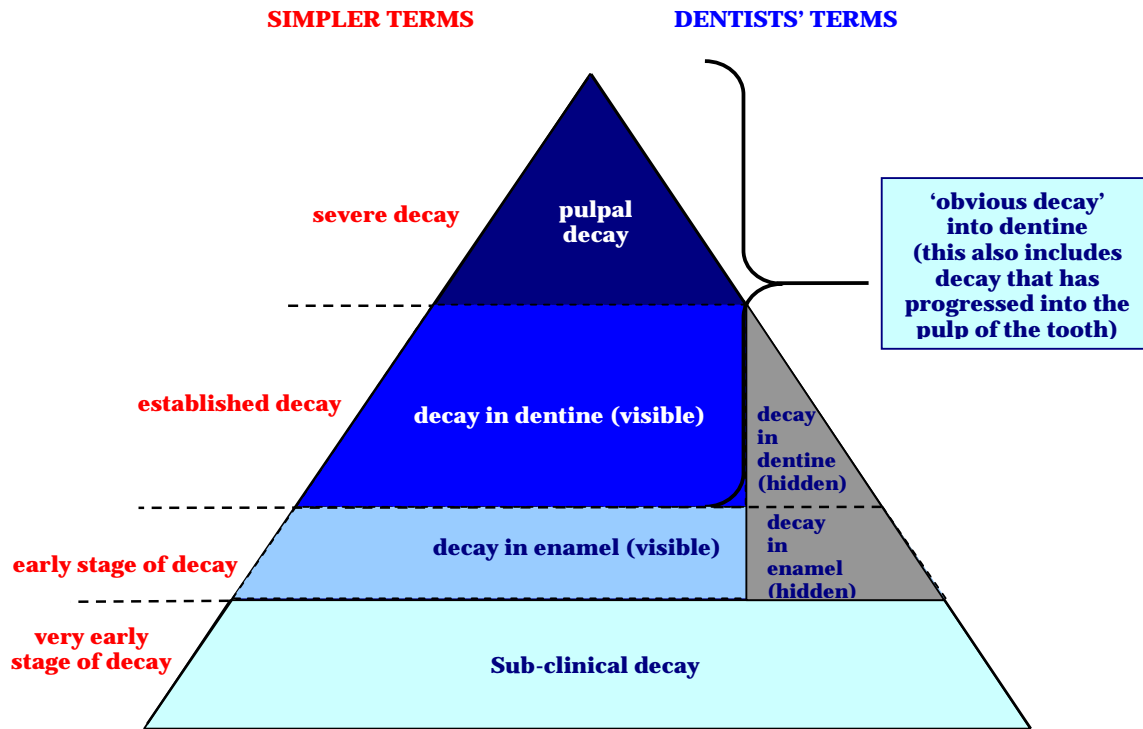 SIMPLER TERMS
DENTISTS’ TERMS
severe decay
pulpal
decay
‘obvious decay’
into dentine
(this also includes
decay that has
progressed into the
pulp of the tooth)
established decay
decay in dentine (visible)
decay
in
dentine
(hidden)
early stage of decay
decay in enamel (visible)
decay
in
enamel
(hidden)
very early
stage of decay
Sub-clinical decay